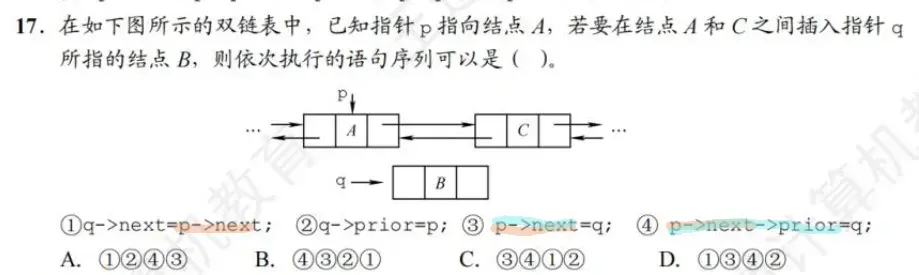 17. 在如下图所示的双链表中，已知指针 p 指向结点 A，若要在结点 A 和 C 之间插入指针 q
所指的结点 B，则依次执行的语句序列可以是（ ）。
p
… A C …
q B
①q->next=p->next; ②q->prior=p; ③ p->next=q; ④ p->next->prior=q;
A. ①②④③ B. ④③②① C. ③④①② D. ①③④②